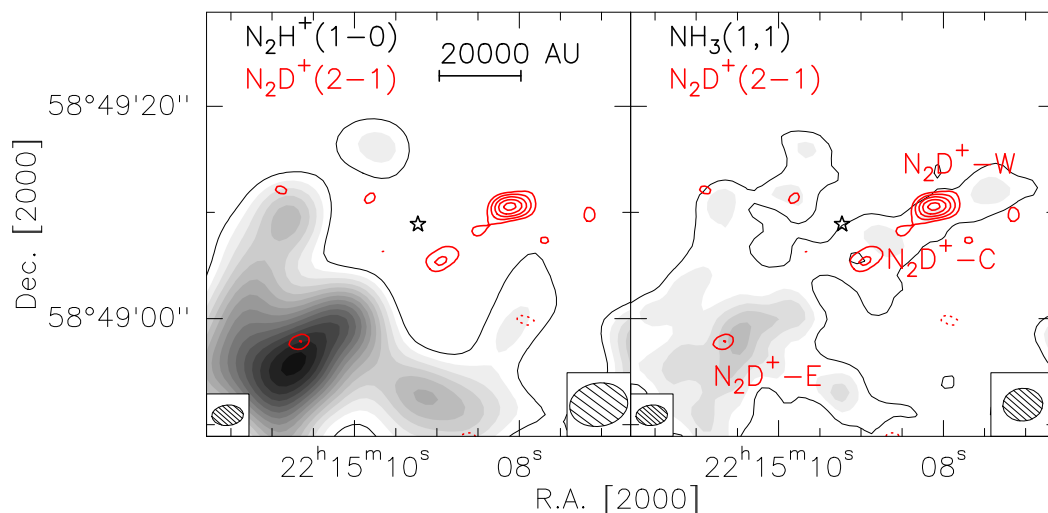 N₂H⁺(1−0)
N₂D⁺(2−1)
20000 AU
NH₃(1,1)
N₂D⁺(2−1)
58°49'20''
58°49'00''
Dec. [2000]
N₂D⁺−W
N₂D⁺−C
N₂D⁺−E
22ʰ15ᵐ10ˢ
08ˢ
22ʰ15ᵐ10ˢ
08ˢ
R.A. [2000]